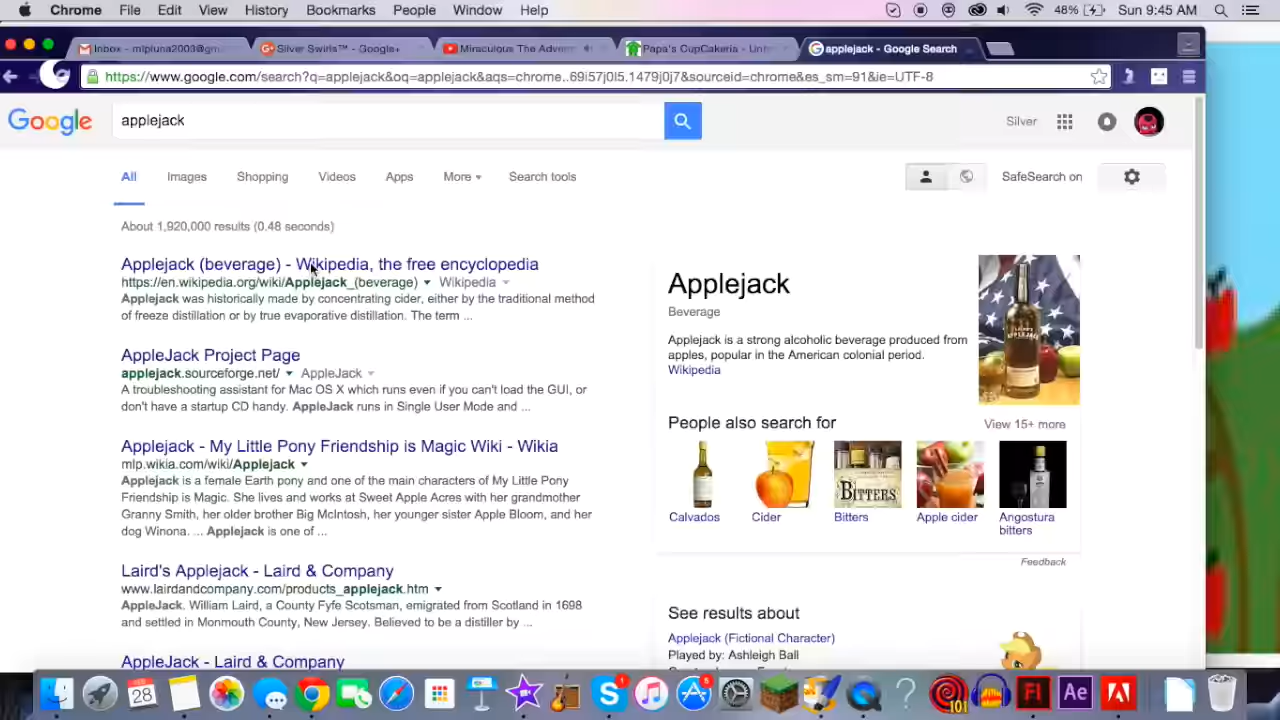 Chrome File Edit View History Bookmarks People Window Help 46% Sun 9:45 AM
Inbox - mlpluna2003@gm Silver Swirls™ - Google+ Miraculous The Adven Papa's CupCakeria - Unb applejack - Google Search
https://www.google.com/search?q=applejack&oq=applejack&aqs=chrome..69i57j0l5.1479j0j7&sourceid=chrome&es_sm=91&ie=UTF-8
Google applejack Silver
All Images Shopping Videos Apps More Search tools SafeSearch on
About 1,920,000 results (0.48 seconds)
Applejack (beverage) - Wikipedia, the free encyclopedia
https://en.wikipedia.org/wiki/Applejack_(beverage) Wikipedia
Applejack was historically made by concentrating cider, either by the traditional method
of freeze distillation or by true evaporative distillation. The term ...
AppleJack Project Page
applejack.sourceforge.net/ AppleJack
A troubleshooting assistant for Mac OS X which runs even if you can't load the GUI, or
don't have a startup CD handy. AppleJack runs in Single User Mode and ...
Applejack - My Little Pony Friendship is Magic Wiki - Wikia
mlp.wikia.com/wiki/Applejack
Applejack is a female Earth pony and one of the main characters of My Little Pony
Friendship is Magic. She lives and works at Sweet Apple Acres with her grandmother
Granny Smith, her older brother Big McIntosh, her younger sister Apple Bloom, and her
dog Winona. ... Applejack is one of ...
Laird's Applejack - Laird & Company
www.lairdandcompany.com/products_applejack.htm
AppleJack. William Laird, a County Fyfe Scotsman, emigrated from Scotland in 1698
and settled in Monmouth County, New Jersey. Believed to be a distiller by ...
AppleJack - Laird & Company
Applejack
Beverage
Applejack is a strong alcoholic beverage produced from
apples, popular in the American colonial period.
Wikipedia
People also search for View 15+ more
BITTERS
Calvados Cider Bitters Apple cider Angostura
bitters
Feedback
See results about
Applejack (Fictional Character)
Played by: Ashleigh Ball
28 1 5 101 Fl Ae